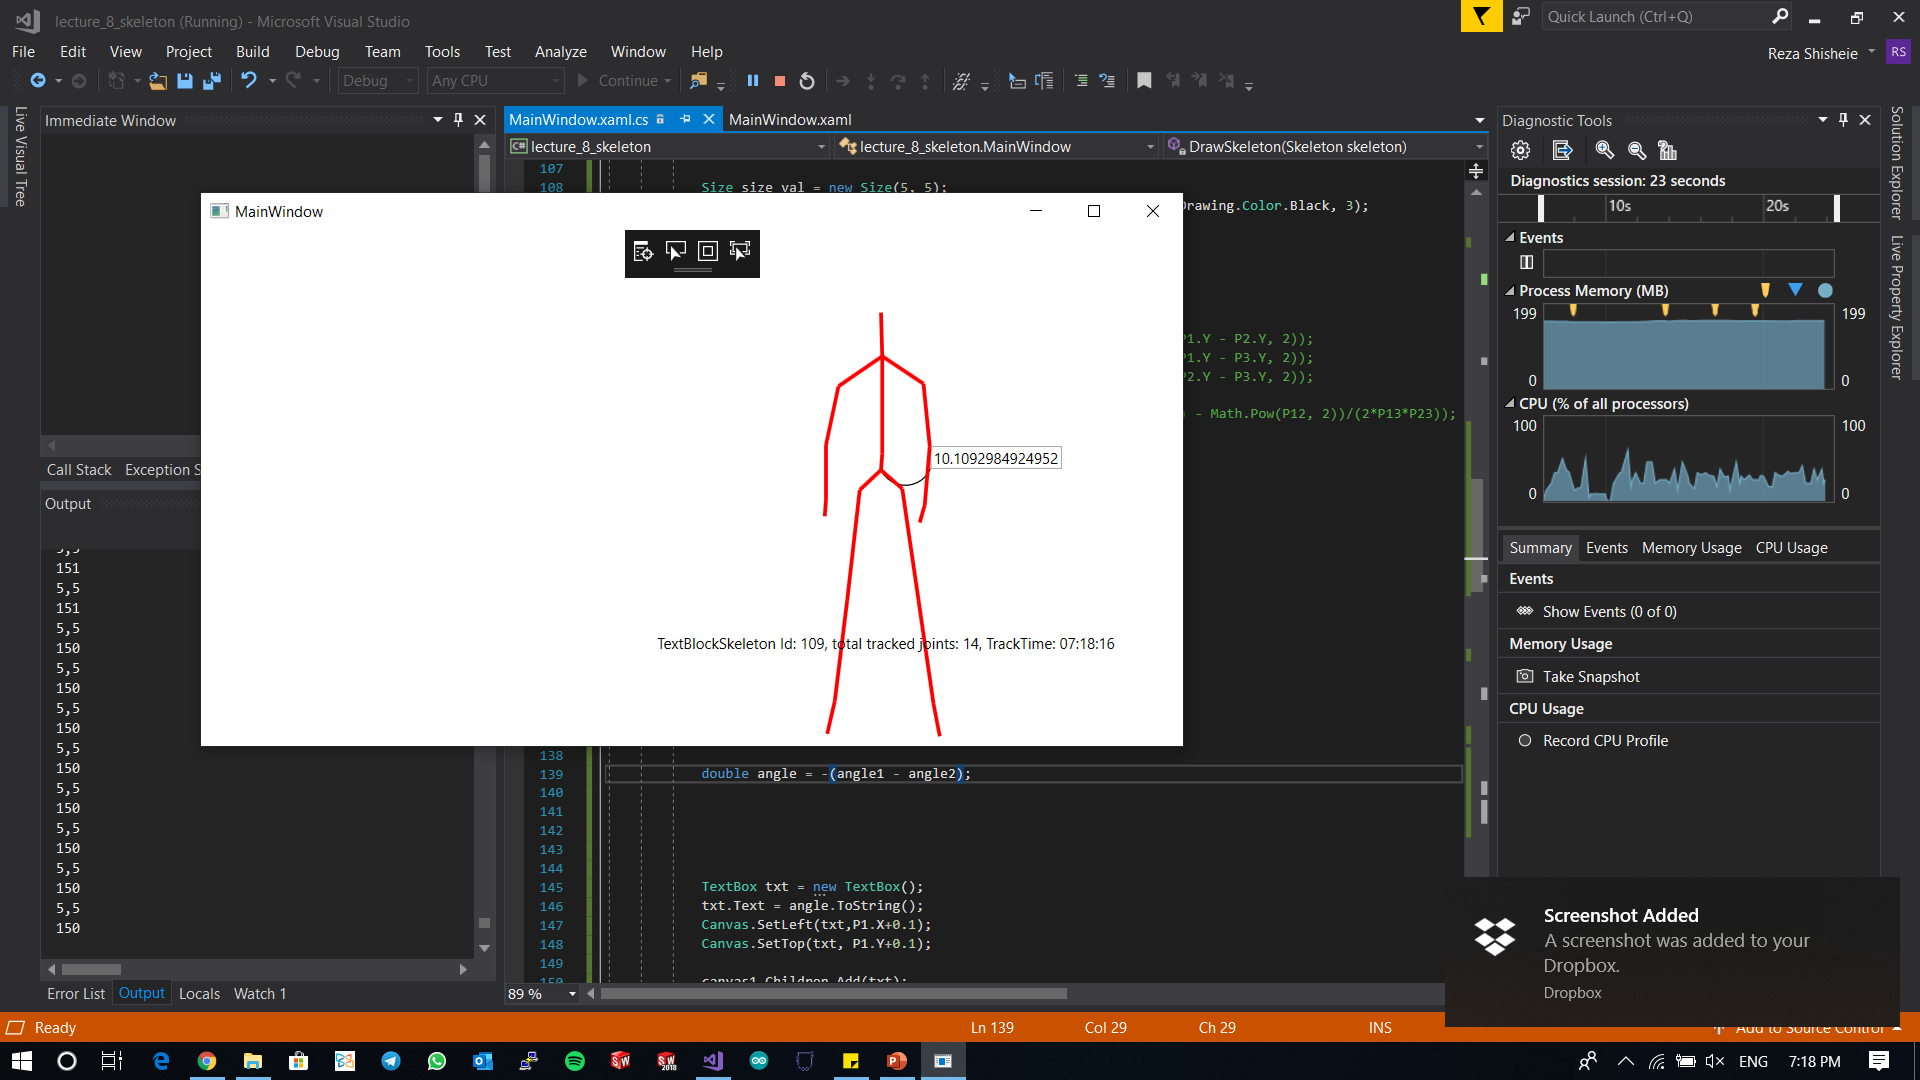 lecture_8_skeleton (Running) - Microsoft Visual Studio
Quick Launch (Ctrl+Q)
File Edit View Project Build Debug Team Tools Test Analyze Window Help
Reza Shisheie RS
Debug Any CPU Continue
Live Visual Tree
Immediate Window
MainWindow.xaml.cs MainWindow.xaml
lecture_8_skeleton lecture_8_skeleton.MainWindow DrawSkeleton(Skeleton skeleton)
107
108 Size size_val = new Size(5, 5);
Drawing.Color.Black, 3);
MainWindow
P1.Y - P2.Y, 2));
P1.Y - P3.Y, 2));
P2.Y - P3.Y, 2));
- Math.Pow(P12, 2))/(2*P13*P23));
10.1092984924952
TextBlockSkeleton Id: 109, total tracked joints: 14, TrackTime: 07:18:16
Call Stack Exception S
Output
5,5
151
5,5
151
5,5
150
5,5
150
5,5
150
5,5
150
5,5
150
5,5
150
5,5
150
5,5
150
138
139 double angle = -(angle1 - angle2);
140
141
142
143
144
145 TextBox txt = new TextBox();
146 txt.Text = angle.ToString();
147 Canvas.SetLeft(txt,P1.X+0.1);
148 Canvas.SetTop(txt, P1.Y+0.1);
149
150 canvas1.Children.Add(txt);
89 %
Error List Output Locals Watch 1
Diagnostic Tools
Diagnostics session: 23 seconds
10s 20s
Events
Process Memory (MB)
199 199
0 0
CPU (% of all processors)
100 100
0 0
Summary Events Memory Usage CPU Usage
Events
Show Events (0 of 0)
Memory Usage
Take Snapshot
CPU Usage
Record CPU Profile
Solution Explorer
Live Property Explorer
Screenshot Added
A screenshot was added to your
Dropbox.
Dropbox
Ready Ln 139 Col 29 Ch 29 INS Add to Source Control
ENG 7:18 PM